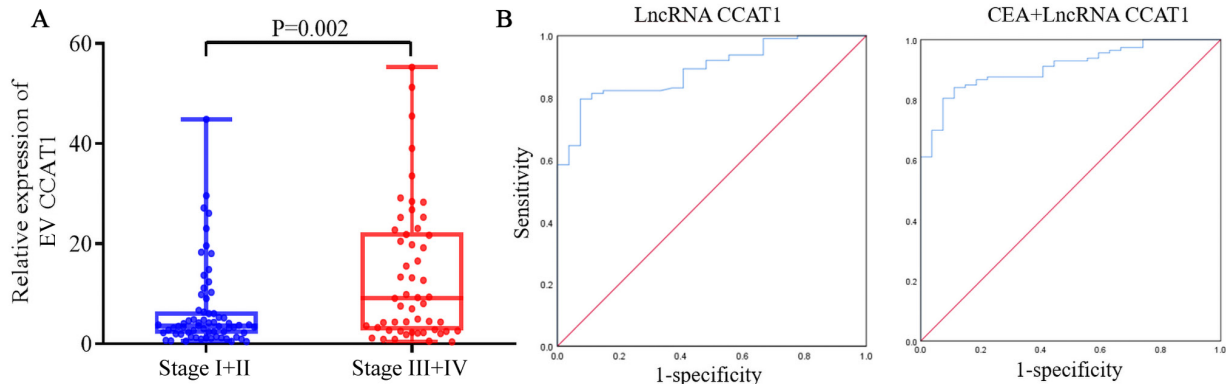 A
P=0.002
Relative expression of
EV CCAT1
60
40
20
0
Stage I+II
Stage III+IV
B
LncRNA CCAT1
Sensitivity
1.0
0.8
0.6
0.4
0.2
0.0
0.0 0.2 0.4 0.6 0.8 1.0
1-specificity
CEA+LncRNA CCAT1
1.0
0.8
0.6
0.4
0.2
0.0
0.0 0.2 0.4 0.6 0.8 1.0
1-specificity